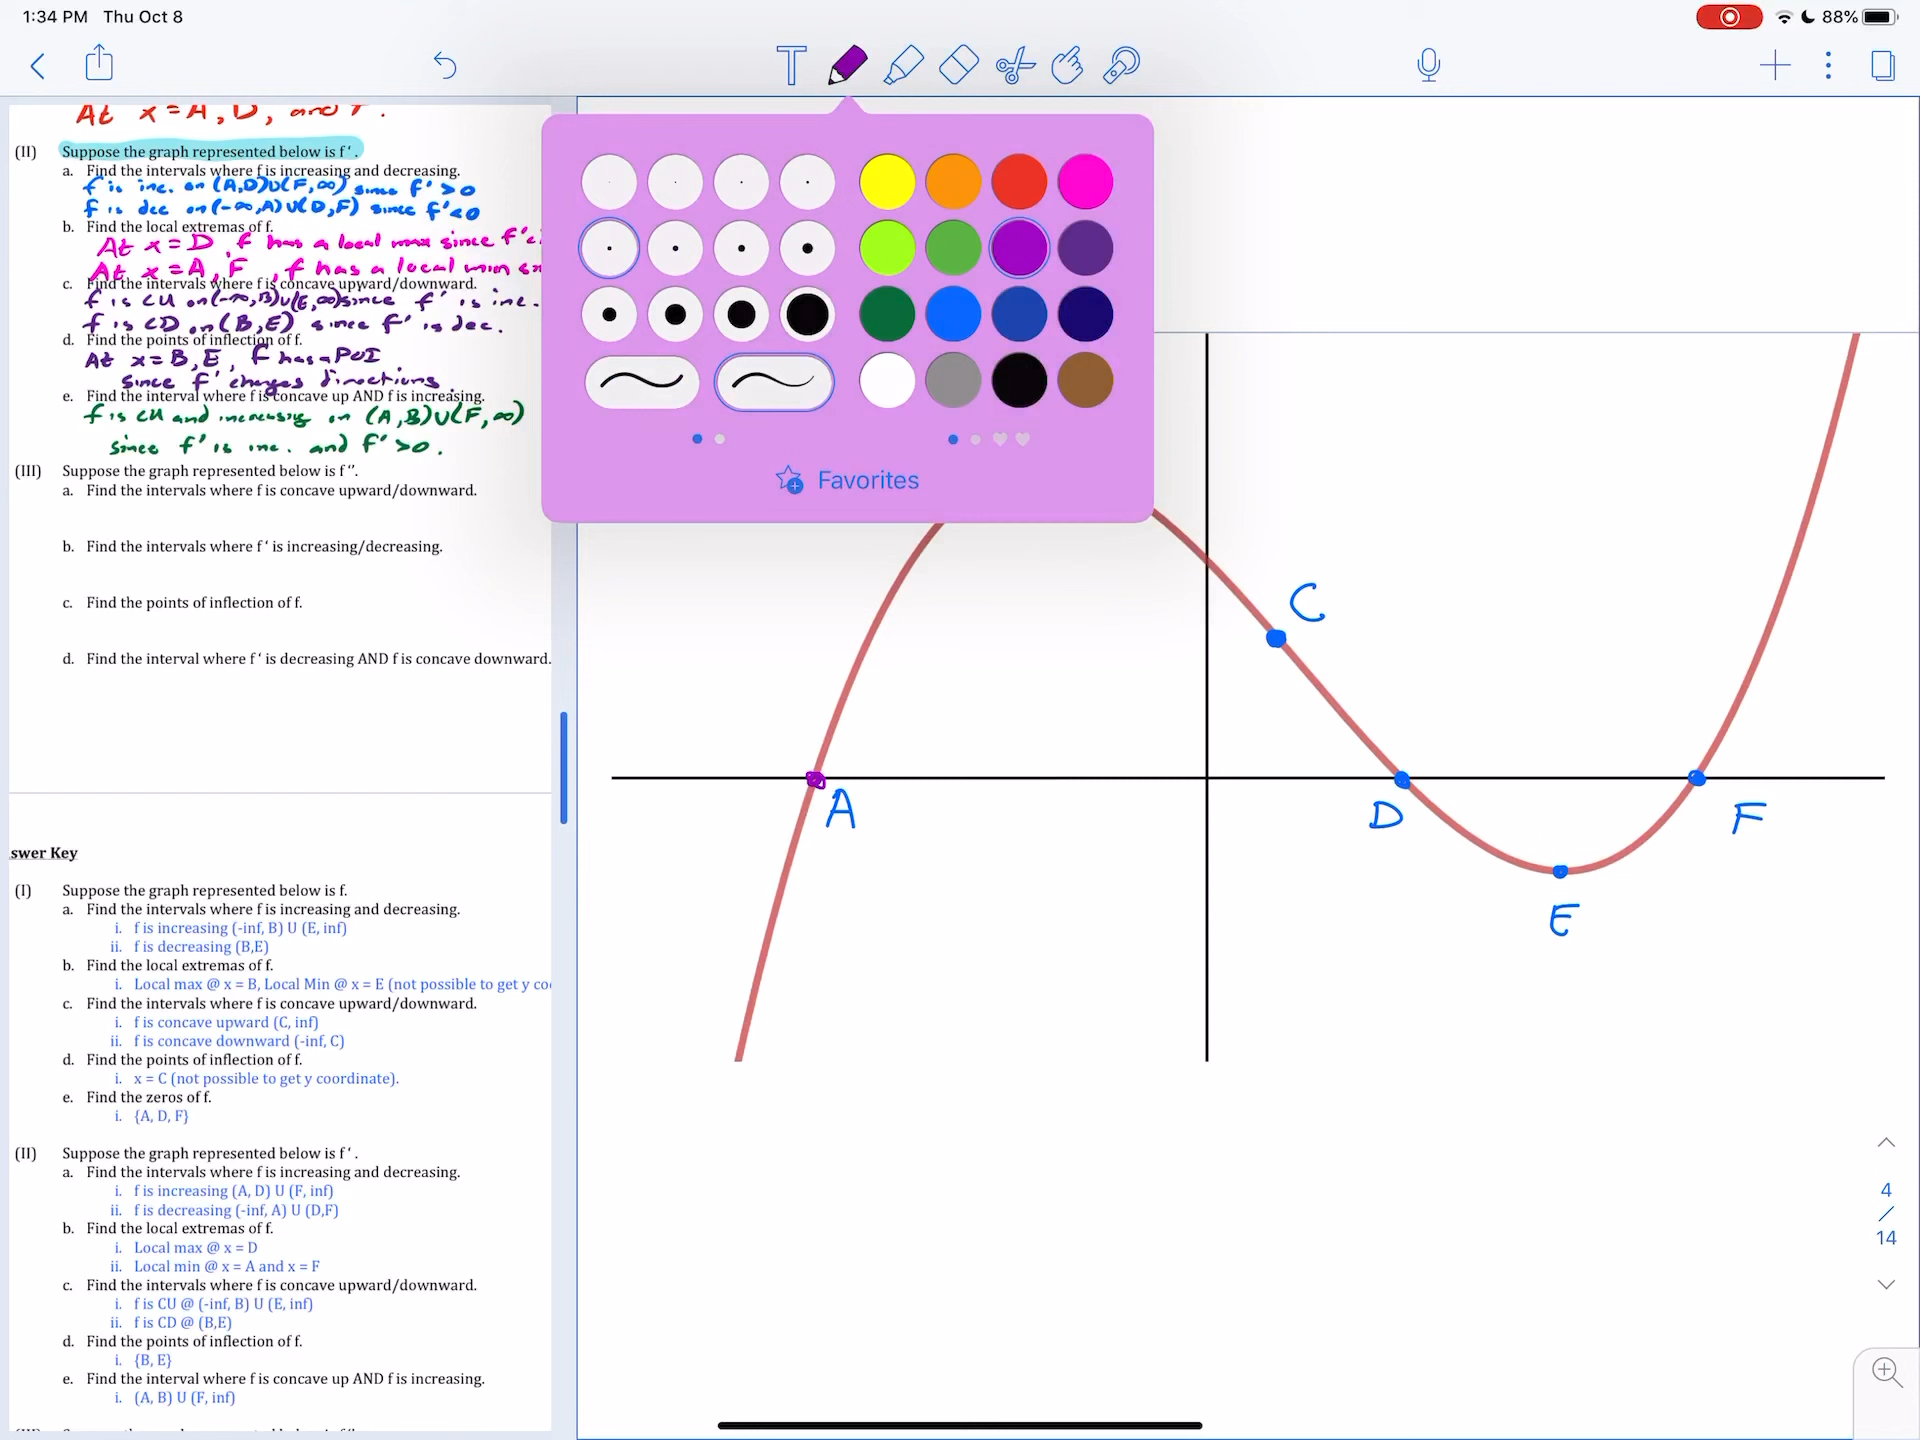 1:34 PM Thu Oct 8
88%
At x = A, D, and F.
(II) Suppose the graph represented below is f ‘ .
a. Find the intervals where f is increasing and decreasing.
f is inc. on (A,D)U(F,∞) since f' >0
f is dec on(-∞,A)U(D,F) since f'<0
b. Find the local extremas of f.
At x = D, f has a local max since f'
At x = A, F, f has a local min
c. Find the intervals where f is concave upward/downward.
f is CU on(-∞,B)U(E,∞)since f' is inc.
f is CD on (B,E) since f' is dec.
d. Find the points of inflection of f.
At x = B, E, f has a POI
since f' changes directions.
e. Find the interval where f is concave up AND f is increasing.
f is CU and increasing on (A,B)U(F,∞)
since f' is inc. and f'>0.
(III) Suppose the graph represented below is f ‘’.
a. Find the intervals where f is concave upward/downward.
b. Find the intervals where f ‘ is increasing/decreasing.
c. Find the points of inflection of f.
d. Find the interval where f ‘ is decreasing AND f is concave downward.
swer Key
(I) Suppose the graph represented below is f.
a. Find the intervals where f is increasing and decreasing.
i. f is increasing (-inf, B) U (E, inf)
ii. f is decreasing (B,E)
b. Find the local extremas of f.
i. Local max @ x = B, Local Min @ x = E (not possible to get y co
c. Find the intervals where f is concave upward/downward.
i. f is concave upward (C, inf)
ii. f is concave downward (-inf, C)
d. Find the points of inflection of f.
i. x = C (not possible to get y coordinate).
e. Find the zeros of f.
i. {A, D, F}
(II) Suppose the graph represented below is f ‘ .
a. Find the intervals where f is increasing and decreasing.
i. f is increasing (A, D) U (F, inf)
ii. f is decreasing (-inf, A) U (D,F)
b. Find the local extremas of f.
i. Local max @ x = D
ii. Local min @ x = A and x = F
c. Find the intervals where f is concave upward/downward.
i. f is CU @ (-inf, B) U (E, inf)
ii. f is CD @ (B,E)
d. Find the points of inflection of f.
i. {B, E}
e. Find the interval where f is concave up AND f is increasing.
i. (A, B) U (F, inf)
T
Favorites
C
A
D
F
E
4
/
14